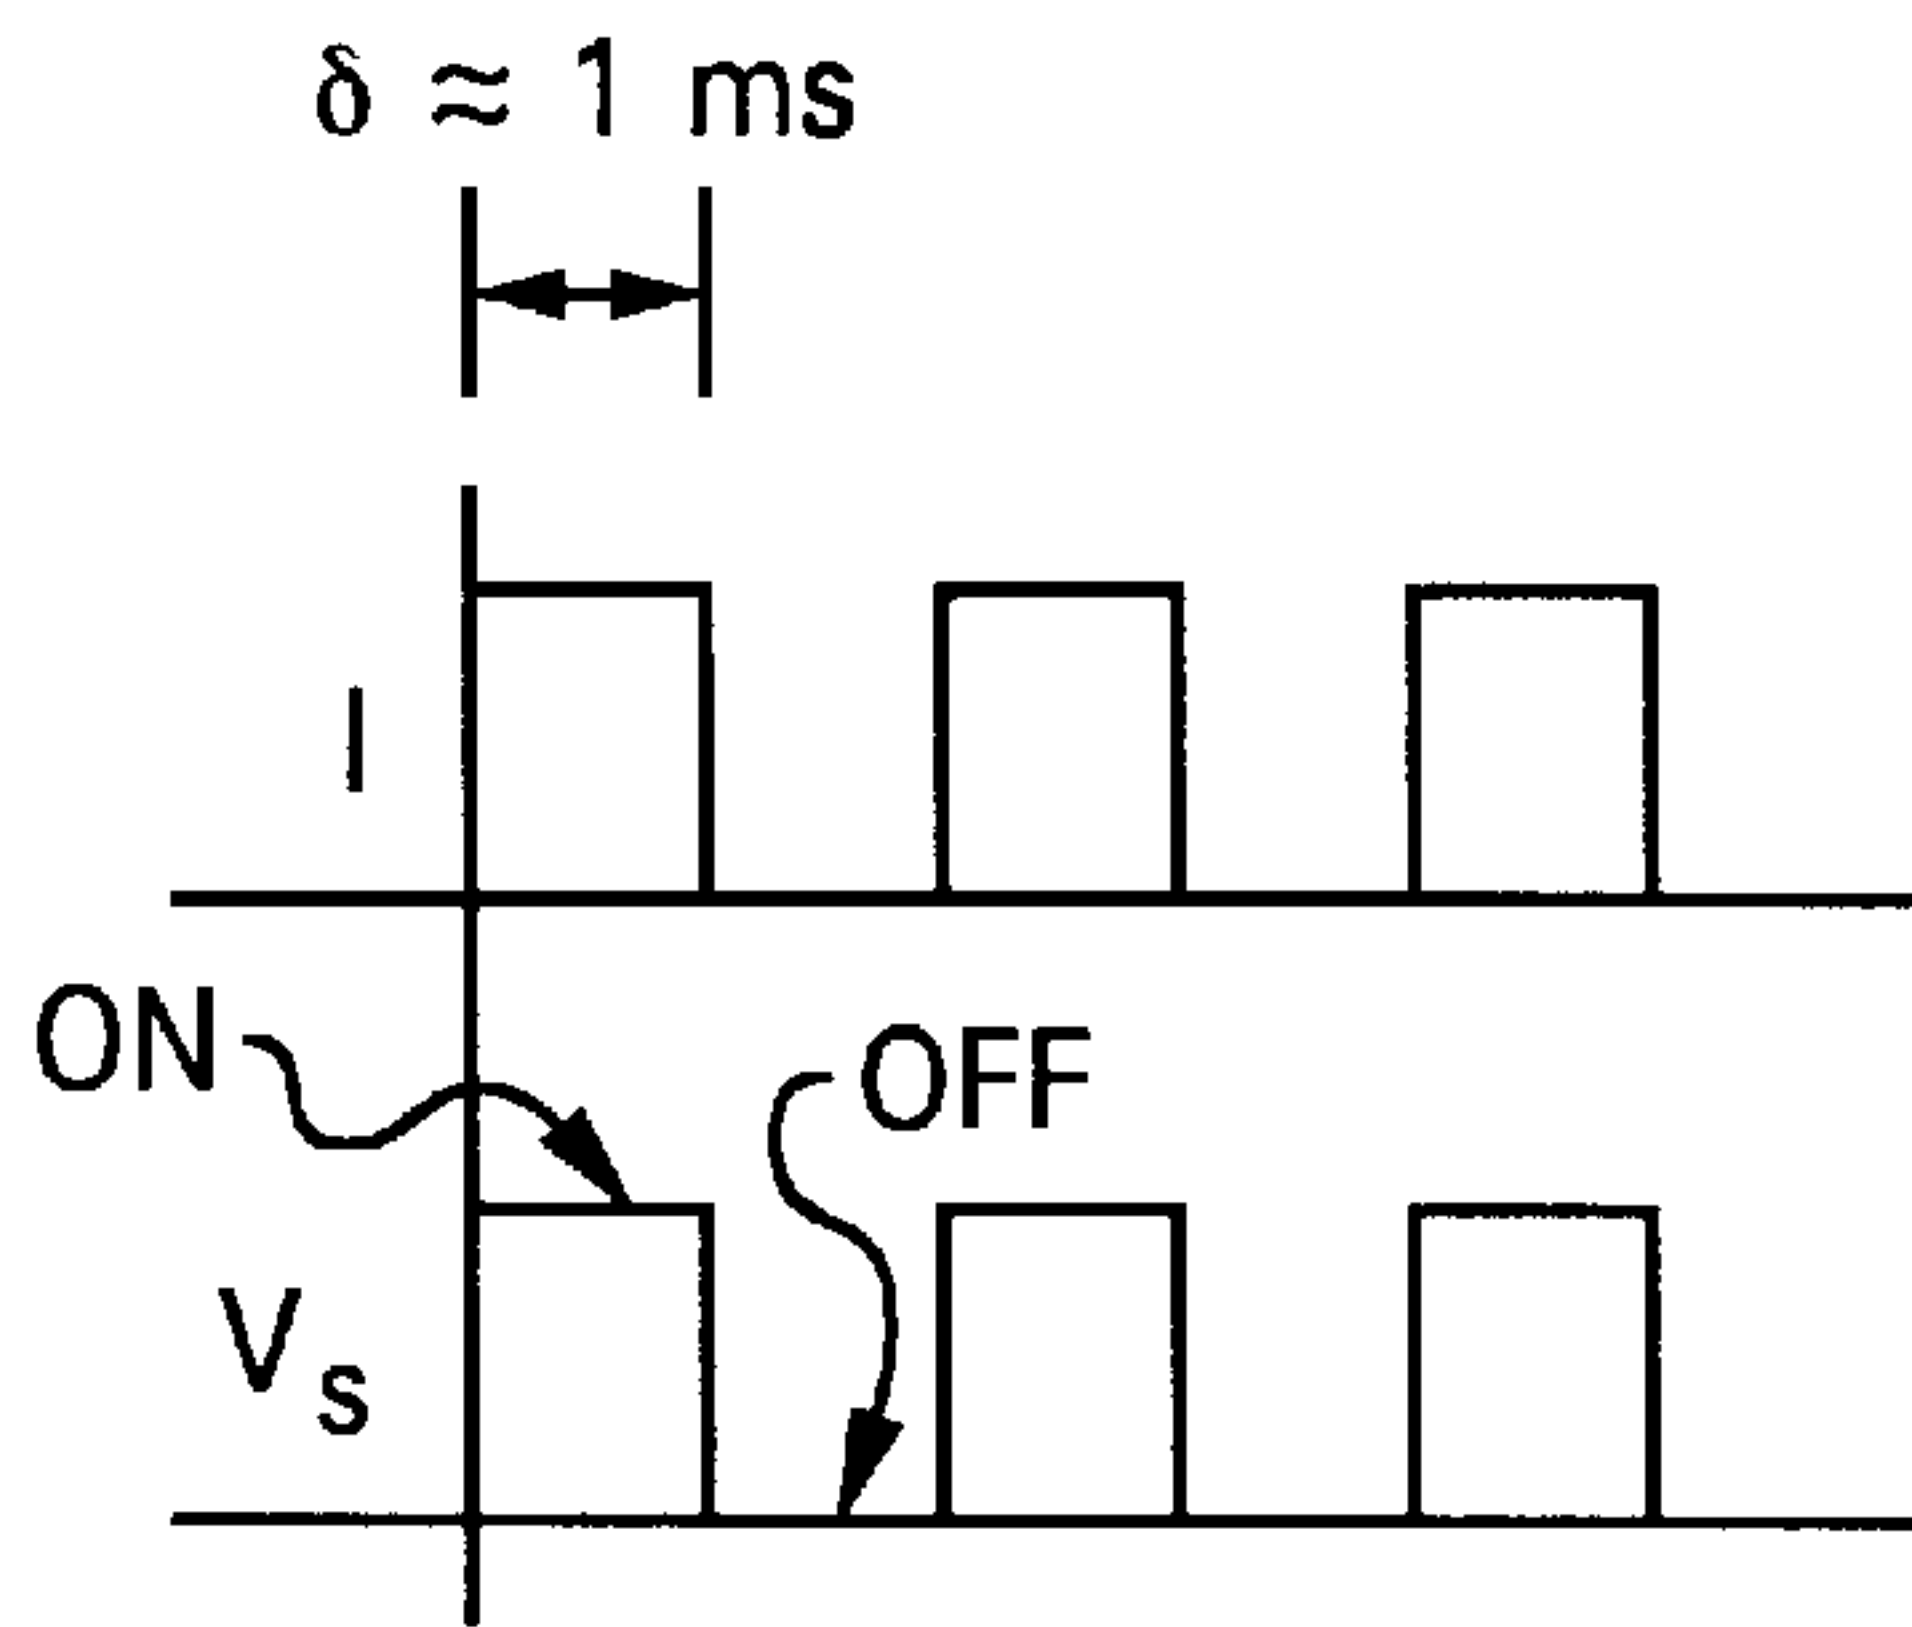 δ ≈ 1 ms
I
ON
OFF
V_S